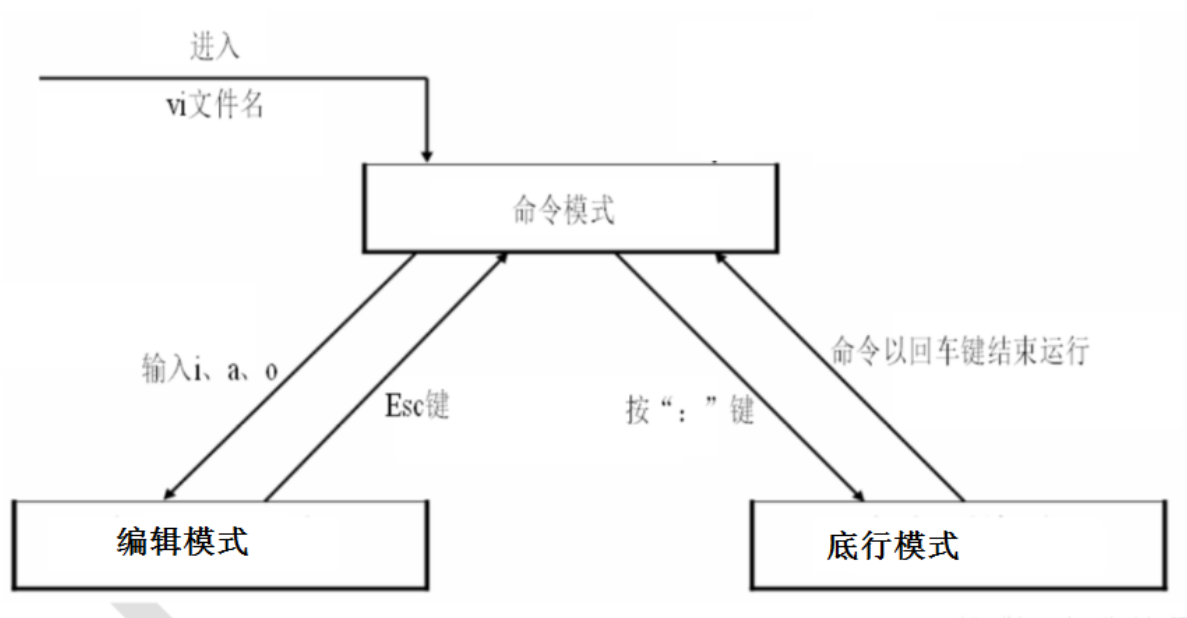 进入
vi文件名
命令模式
输入i、a、o
Esc键
按“：”键
命令以回车键结束运行
编辑模式
底行模式